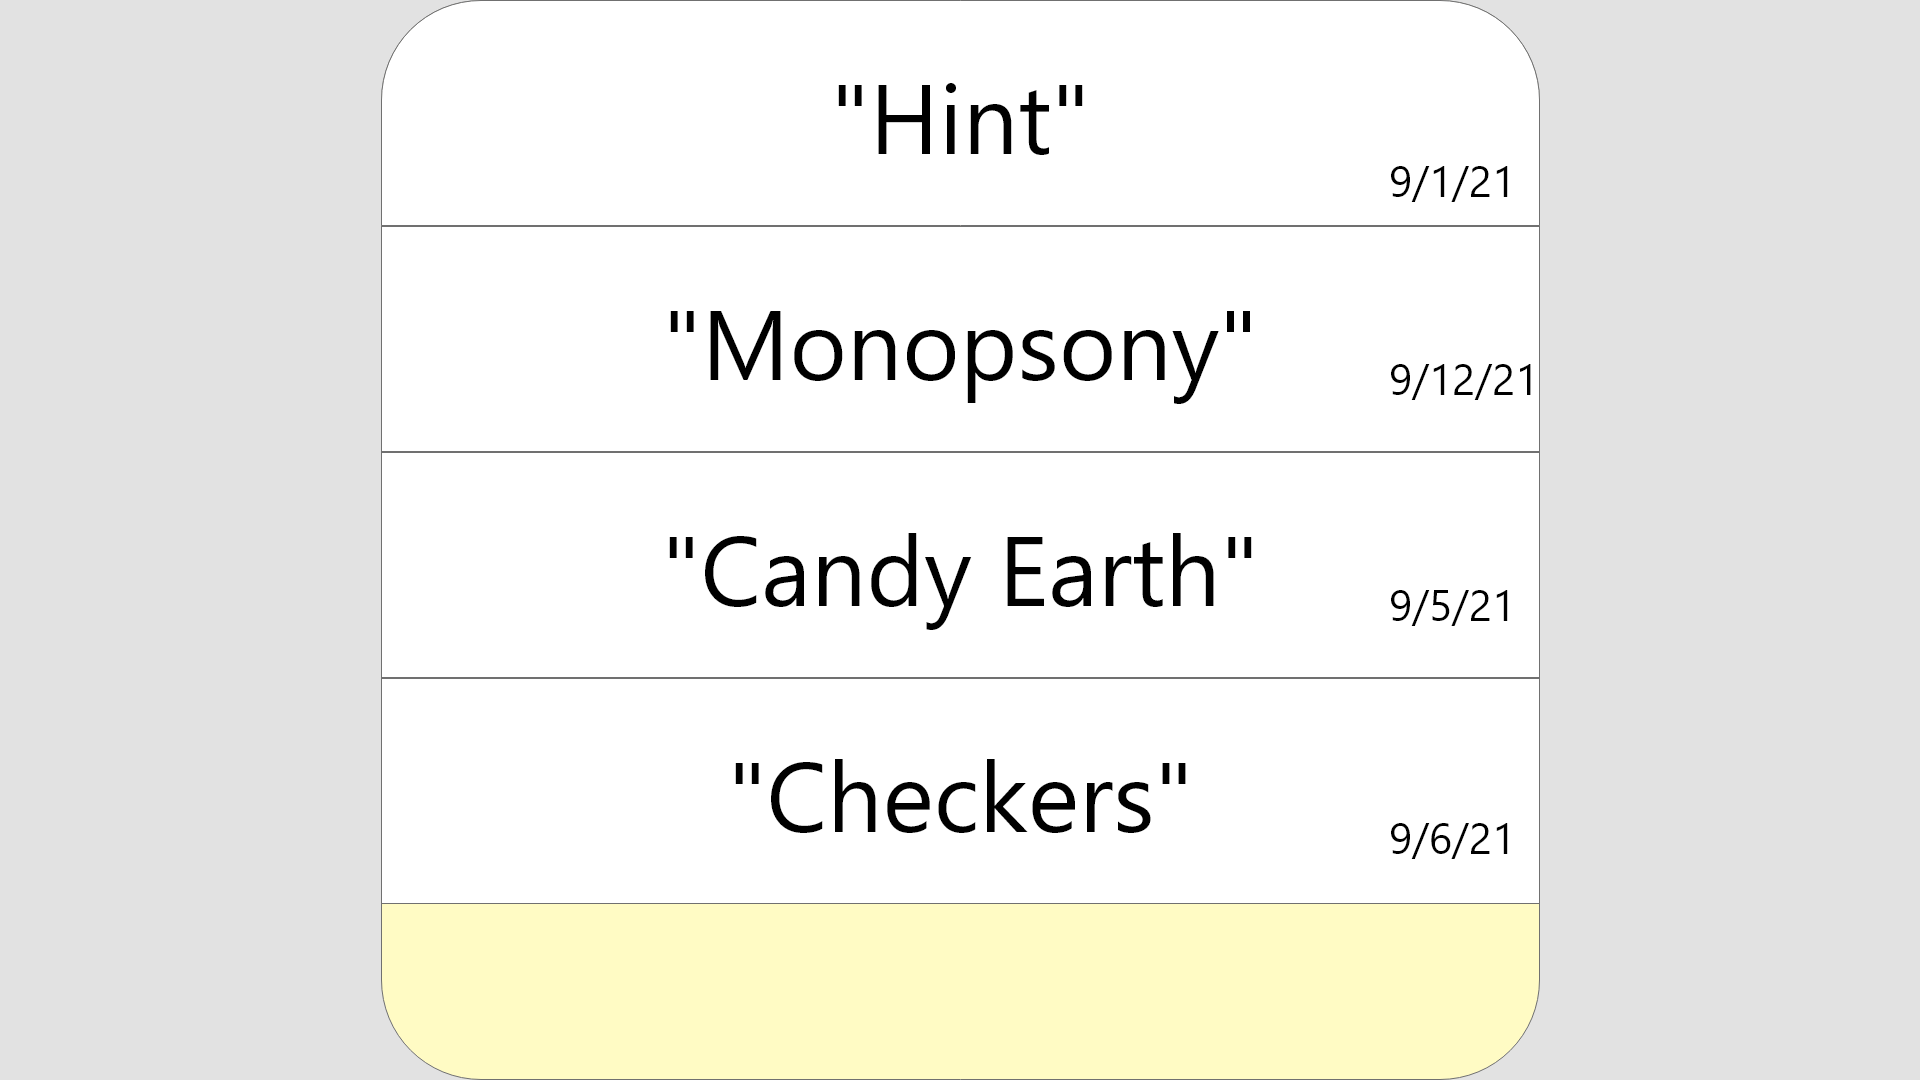 "Hint"
9/1/21
"Monopsony"
9/12/21
"Candy Earth"
9/5/21
"Checkers"
9/6/21